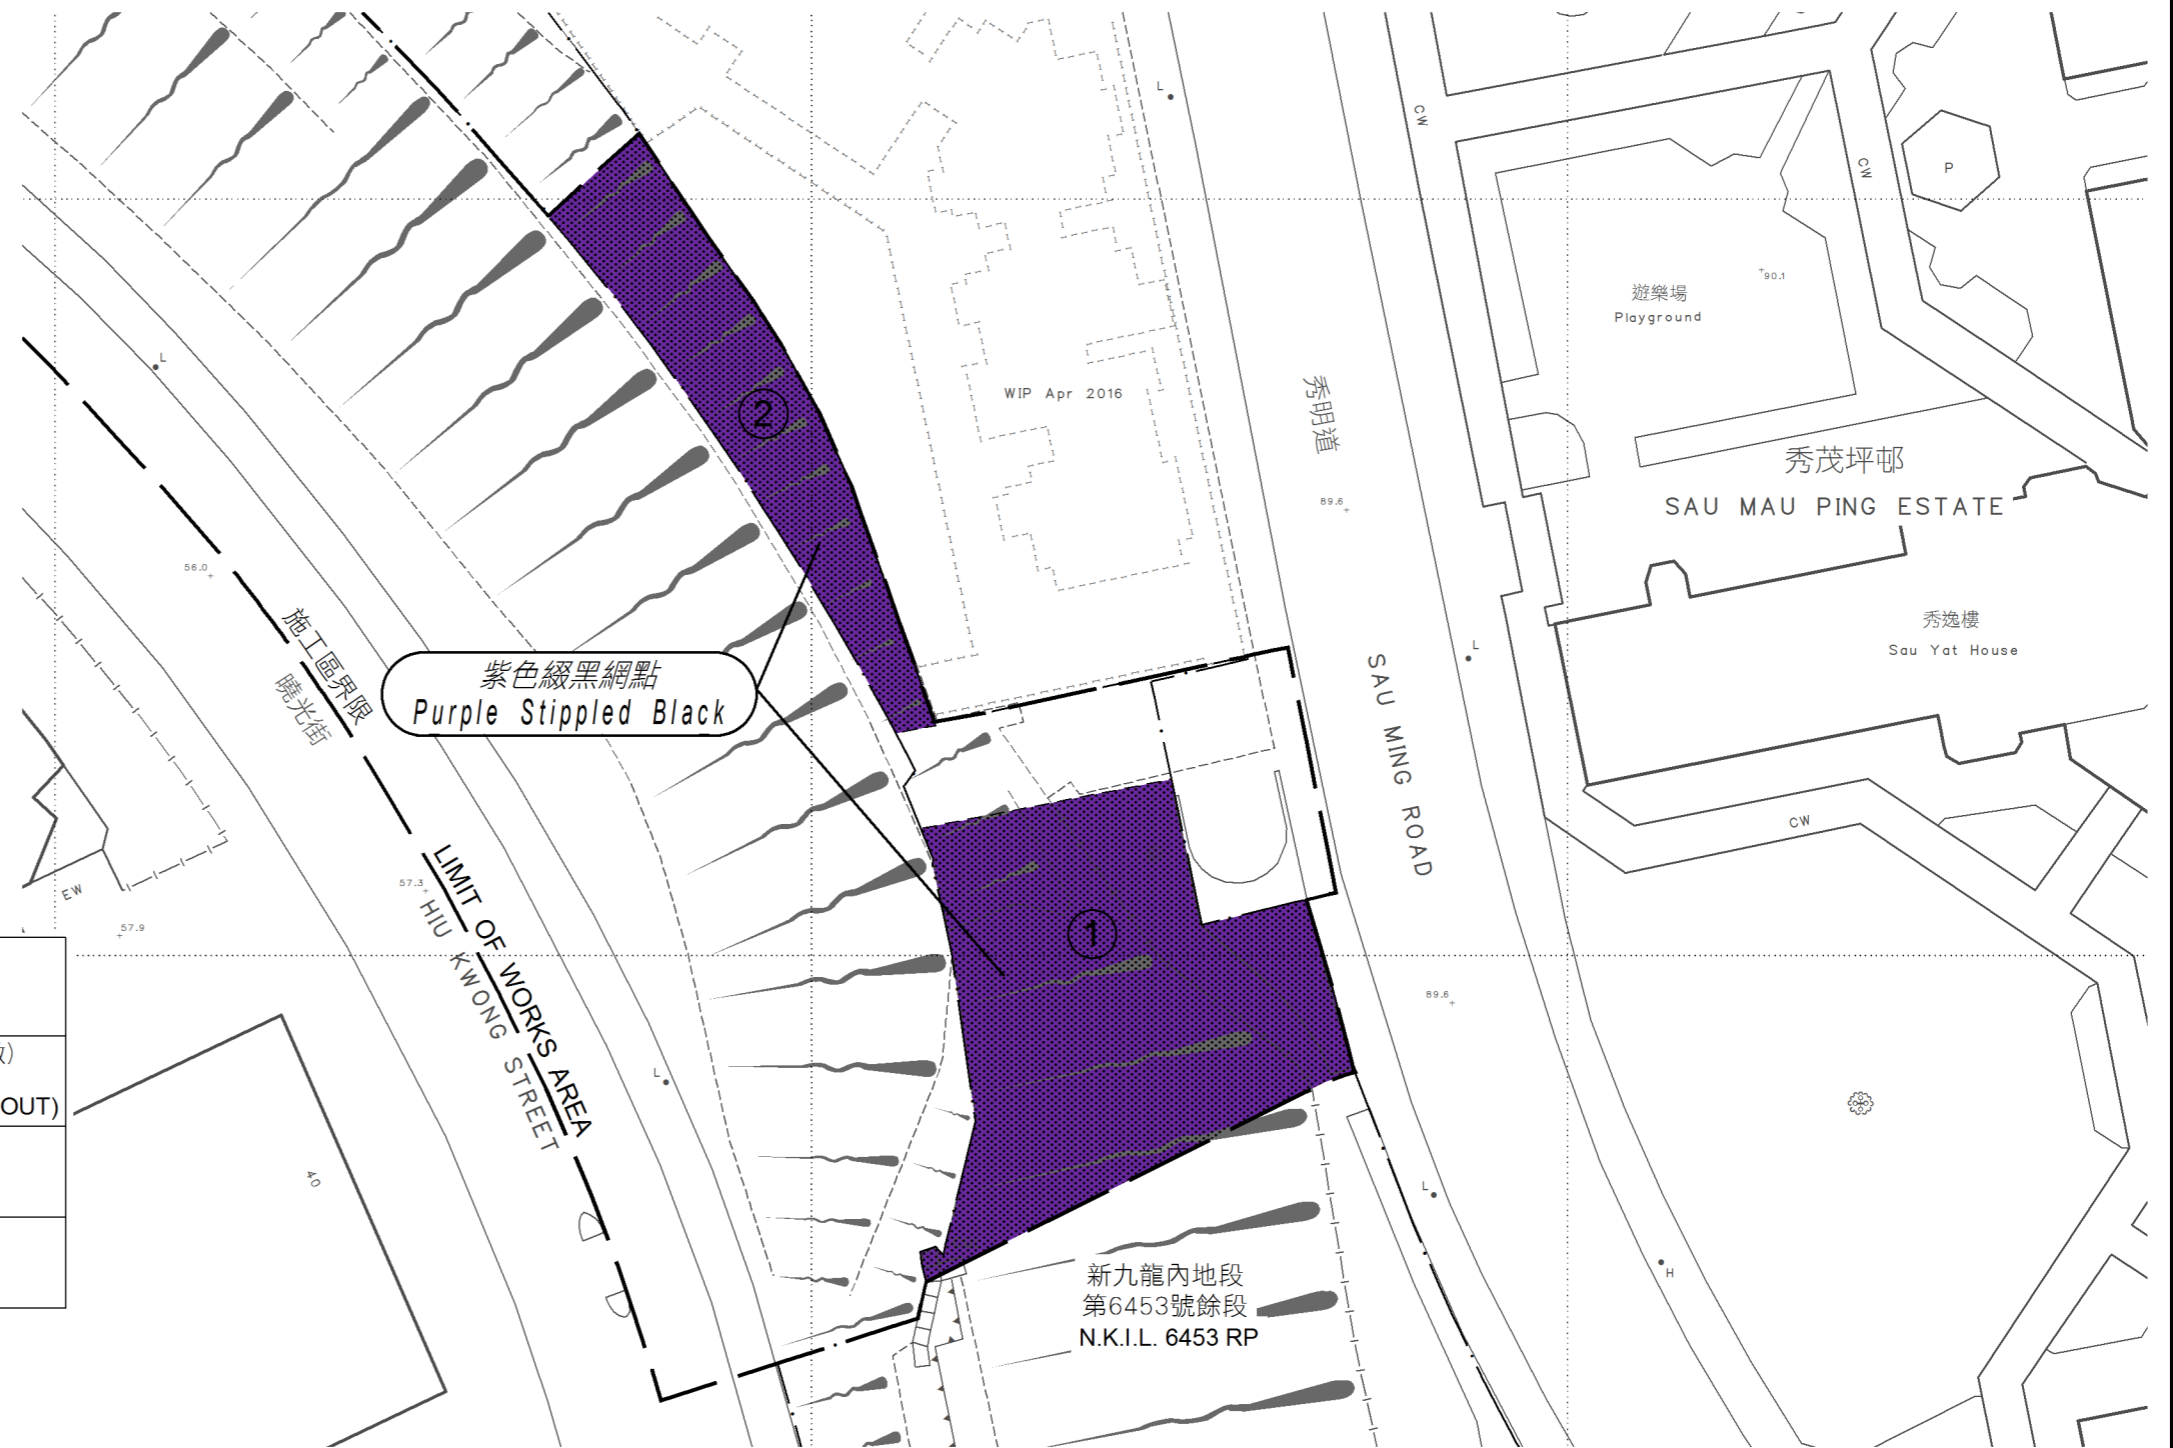 L
CW
CW
P
90.1
遊樂場
Playground
WIP Apr 2016
秀明道
秀茂坪邨
SAU MAU PING ESTATE
L
②
89.6
56.0
施工區界限
曉光街
紫色綴黑網點
Purple Stippled Black
秀逸樓
Sau Yat House
L
SAU MING ROAD
CW
57.3
LIMIT OF WORKS AREA
HIU KWONG STREET
EW
57.9
①
89.6
OUT)
L
40
L
H
新九龍內地段
第6453號餘段
N.K.I.L. 6453 RP